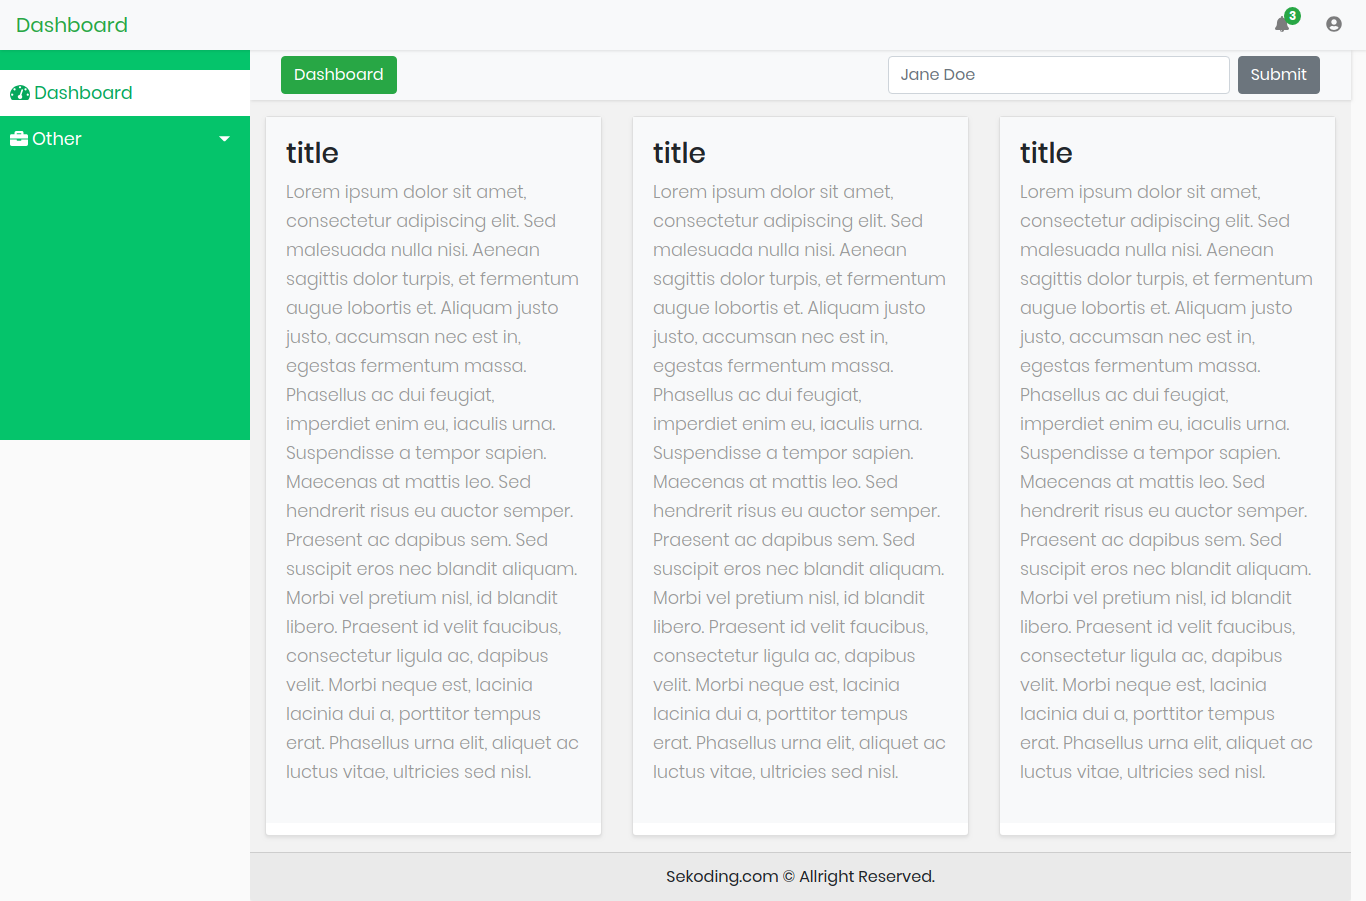 Dashboard
3
Dashboard
Other
Dashboard
Jane Doe
Submit
title
Lorem ipsum dolor sit amet,
consectetur adipiscing elit. Sed
malesuada nulla nisi. Aenean
sagittis dolor turpis, et fermentum
augue lobortis et. Aliquam justo
justo, accumsan nec est in,
egestas fermentum massa.
Phasellus ac dui feugiat,
imperdiet enim eu, iaculis urna.
Suspendisse a tempor sapien.
Maecenas at mattis leo. Sed
hendrerit risus eu auctor semper.
Praesent ac dapibus sem. Sed
suscipit eros nec blandit aliquam.
Morbi vel pretium nisl, id blandit
libero. Praesent id velit faucibus,
consectetur ligula ac, dapibus
velit. Morbi neque est, lacinia
lacinia dui a, porttitor tempus
erat. Phasellus urna elit, aliquet ac
luctus vitae, ultricies sed nisl.
title
Lorem ipsum dolor sit amet,
consectetur adipiscing elit. Sed
malesuada nulla nisi. Aenean
sagittis dolor turpis, et fermentum
augue lobortis et. Aliquam justo
justo, accumsan nec est in,
egestas fermentum massa.
Phasellus ac dui feugiat,
imperdiet enim eu, iaculis urna.
Suspendisse a tempor sapien.
Maecenas at mattis leo. Sed
hendrerit risus eu auctor semper.
Praesent ac dapibus sem. Sed
suscipit eros nec blandit aliquam.
Morbi vel pretium nisl, id blandit
libero. Praesent id velit faucibus,
consectetur ligula ac, dapibus
velit. Morbi neque est, lacinia
lacinia dui a, porttitor tempus
erat. Phasellus urna elit, aliquet ac
luctus vitae, ultricies sed nisl.
title
Lorem ipsum dolor sit amet,
consectetur adipiscing elit. Sed
malesuada nulla nisi. Aenean
sagittis dolor turpis, et fermentum
augue lobortis et. Aliquam justo
justo, accumsan nec est in,
egestas fermentum massa.
Phasellus ac dui feugiat,
imperdiet enim eu, iaculis urna.
Suspendisse a tempor sapien.
Maecenas at mattis leo. Sed
hendrerit risus eu auctor semper.
Praesent ac dapibus sem. Sed
suscipit eros nec blandit aliquam.
Morbi vel pretium nisl, id blandit
libero. Praesent id velit faucibus,
consectetur ligula ac, dapibus
velit. Morbi neque est, lacinia
lacinia dui a, porttitor tempus
erat. Phasellus urna elit, aliquet ac
luctus vitae, ultricies sed nisl.
Sekoding.com © Allright Reserved.